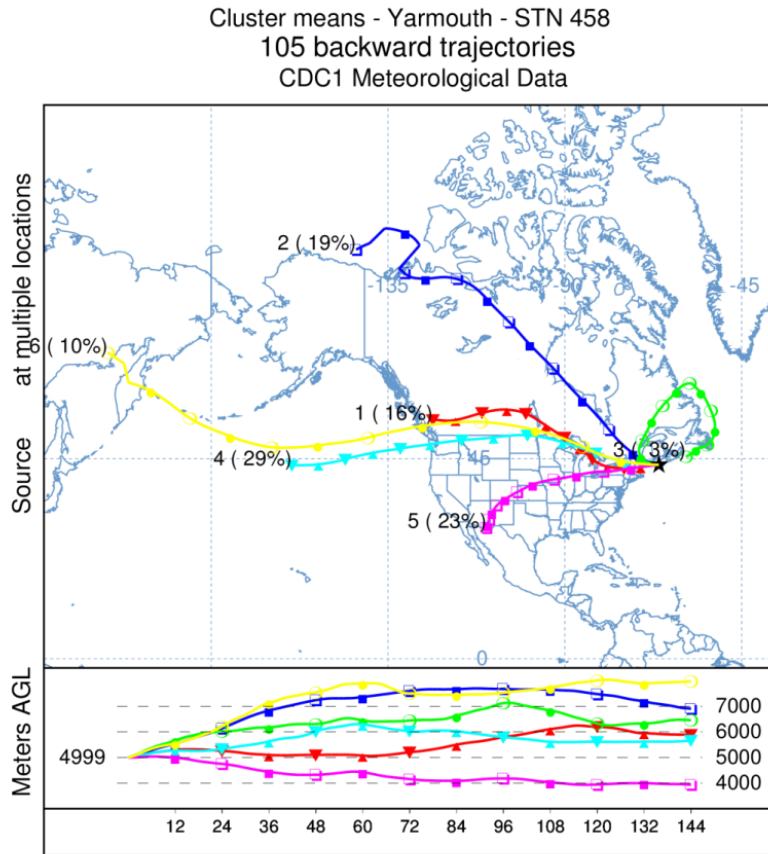 Cluster means - Yarmouth - STN 458
105 backward trajectories
CDC1 Meteorological Data
Source at multiple locations
2 ( 19%)
-135
-90
-45
6 ( 10%)
1 ( 16%)
3 ( 3%)
4 ( 29%)
45
5 ( 23%)
0
Meters AGL
4999
7000
6000
5000
4000
12 24 36 48 60 72 84 96 108 120 132 144